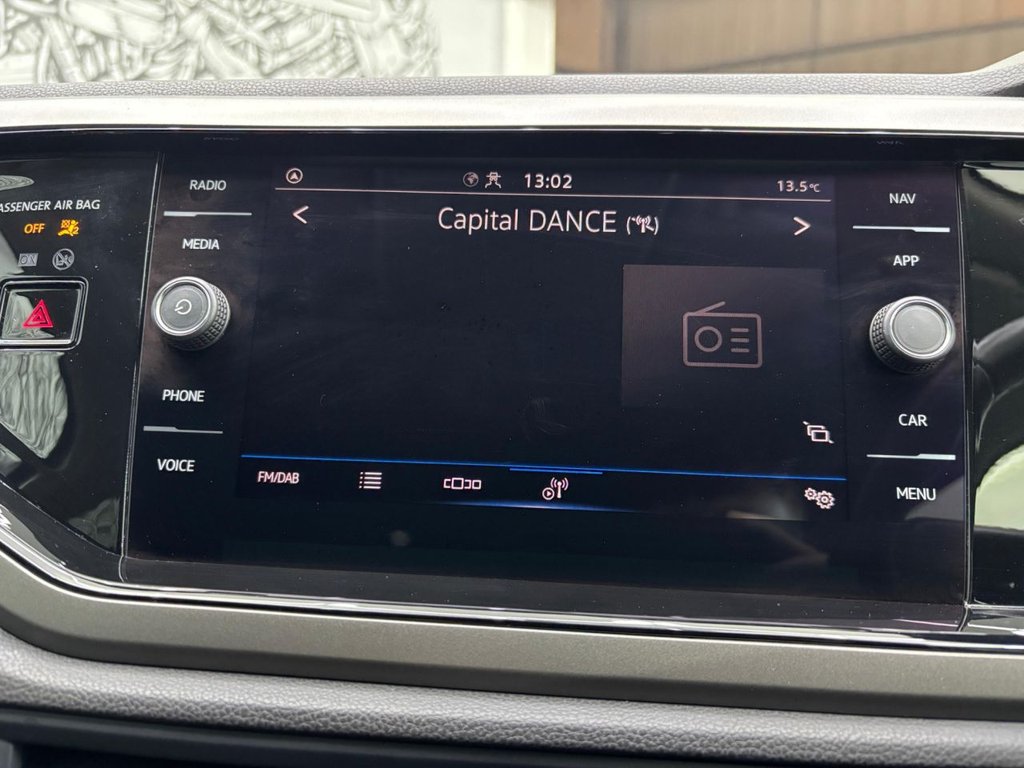 PASSENGER AIR BAG
OFF
ON
RADIO
MEDIA
PHONE
VOICE
13:02
13.5°C
< Capital DANCE >
FM/DAB
NAV
APP
CAR
MENU